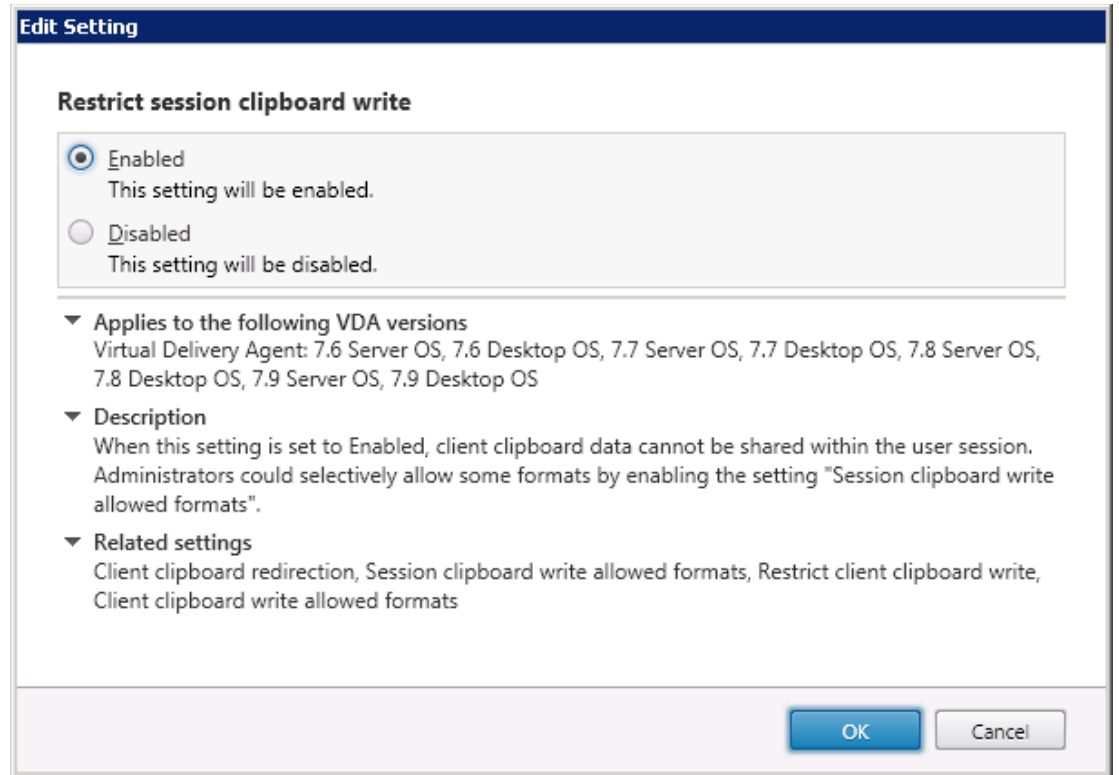 Edit Setting
Restrict session clipboard write
Enabled
This setting will be enabled.
Disabled
This setting will be disabled.
Applies to the following VDA versions
Virtual Delivery Agent: 7.6 Server OS, 7.6 Desktop OS, 7.7 Server OS, 7.7 Desktop OS, 7.8 Server OS,
7.8 Desktop OS, 7.9 Server OS, 7.9 Desktop OS
Description
When this setting is set to Enabled, client clipboard data cannot be shared within the user session.
Administrators could selectively allow some formats by enabling the setting "Session clipboard write
allowed formats".
Related settings
Client clipboard redirection, Session clipboard write allowed formats, Restrict client clipboard write,
Client clipboard write allowed formats
OK Cancel